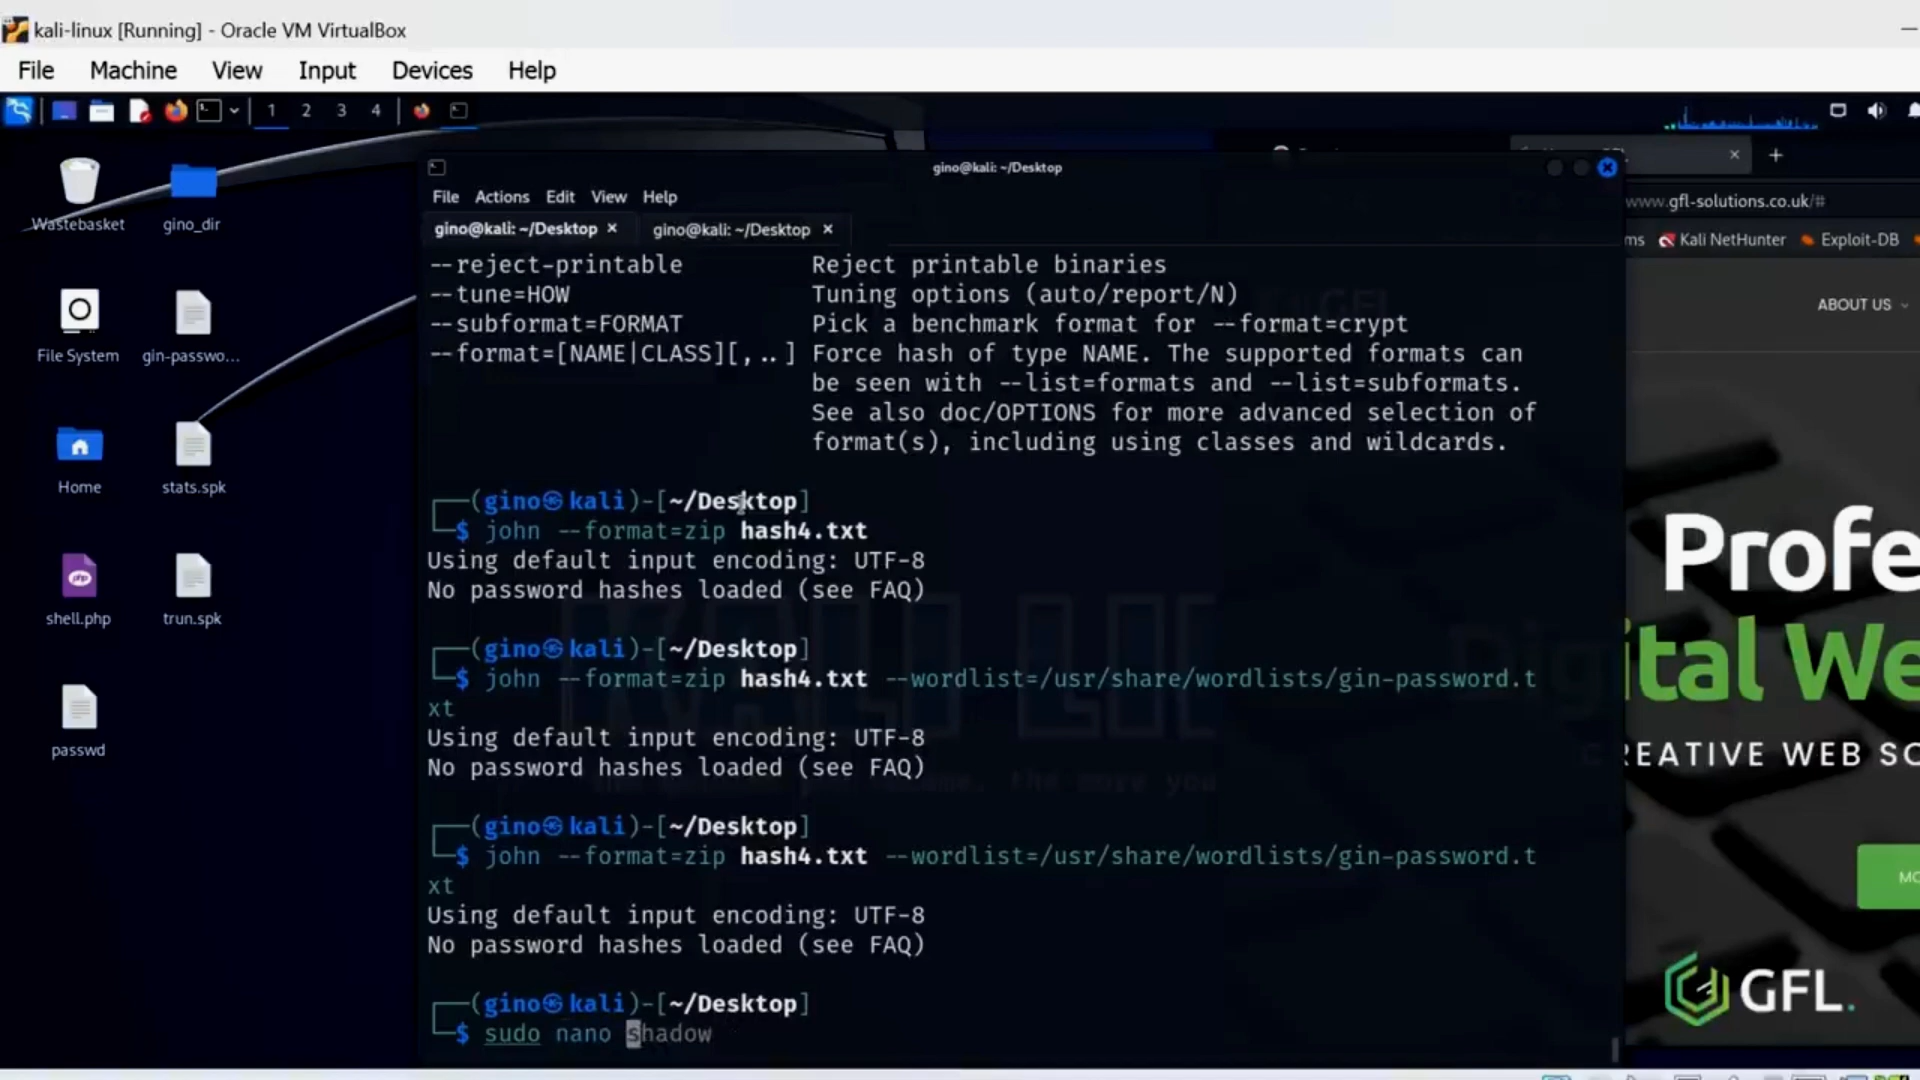 kali-linux [Running] - Oracle VM VirtualBox
File Machine View Input Devices Help
1 2 3 4
gino@kali: ~/Desktop
File Actions Edit View Help
gino@kali: ~/Desktop
gino@kali: ~/Desktop
--reject-printable Reject printable binaries
--tune=HOW Tuning options (auto/report/N)
--subformat=FORMAT Pick a benchmark format for --format=crypt
--format=[NAME|CLASS][,..] Force hash of type NAME. The supported formats can
be seen with --list=formats and --list=subformats.
See also doc/OPTIONS for more advanced selection of
format(s), including using classes and wildcards.
(gino㉿kali)-[~/Desktop]
$ john --format=zip hash4.txt
Using default input encoding: UTF-8
No password hashes loaded (see FAQ)
(gino㉿kali)-[~/Desktop]
$ john --format=zip hash4.txt --wordlist=/usr/share/wordlists/gin-password.t
xt
Using default input encoding: UTF-8
No password hashes loaded (see FAQ)
(gino㉿kali)-[~/Desktop]
$ john --format=zip hash4.txt --wordlist=/usr/share/wordlists/gin-password.t
xt
Using default input encoding: UTF-8
No password hashes loaded (see FAQ)
(gino㉿kali)-[~/Desktop]
$ sudo nano shadow
Wastebasket
gino_dir
File System
gin-passwo...
Home
stats.spk
shell.php
trun.spk
passwd
www.gfl-solutions.co.uk/#
ms Kali NetHunter Exploit-DB
ABOUT US
Profe
ital We
REATIVE WEB SO
MO
GFL.